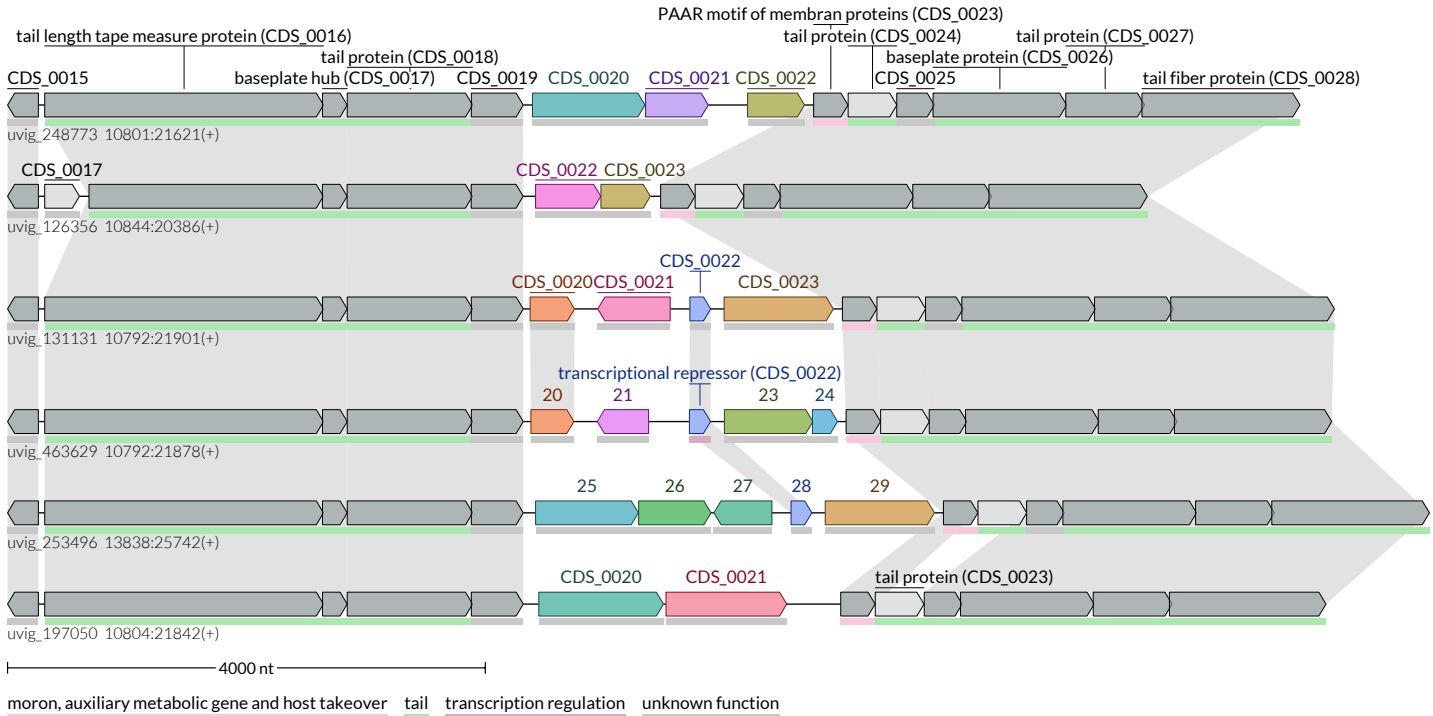 PAAR motif of membran proteins (CDS_0023)
tail length tape measure protein (CDS_0016) tail protein (CDS_0024) tail protein (CDS_0027)
tail protein (CDS_0018) baseplate protein (CDS_0026)
CDS_0015 baseplate hub (CDS_0017) CDS_0019 CDS_0020 CDS_0021 CDS_0022 CDS_0025 tail fiber protein (CDS_0028)
uvig_248773 10801:21621(+)
CDS_0017 CDS_0022 CDS_0023
uvig_126356 10844:20386(+)
CDS_0022
CDS_0020 CDS_0021 CDS_0023
uvig_131131 10792:21901(+)
transcriptional repressor (CDS_0022)
20 21 23 24
uvig_463629 10792:21878(+)
25 26 27 28 29
uvig_253496 13838:25742(+)
CDS_0020 CDS_0021 tail protein (CDS_0023)
uvig_197050 10804:21842(+)
4000 nt
moron, auxiliary metabolic gene and host takeover tail transcription regulation unknown function